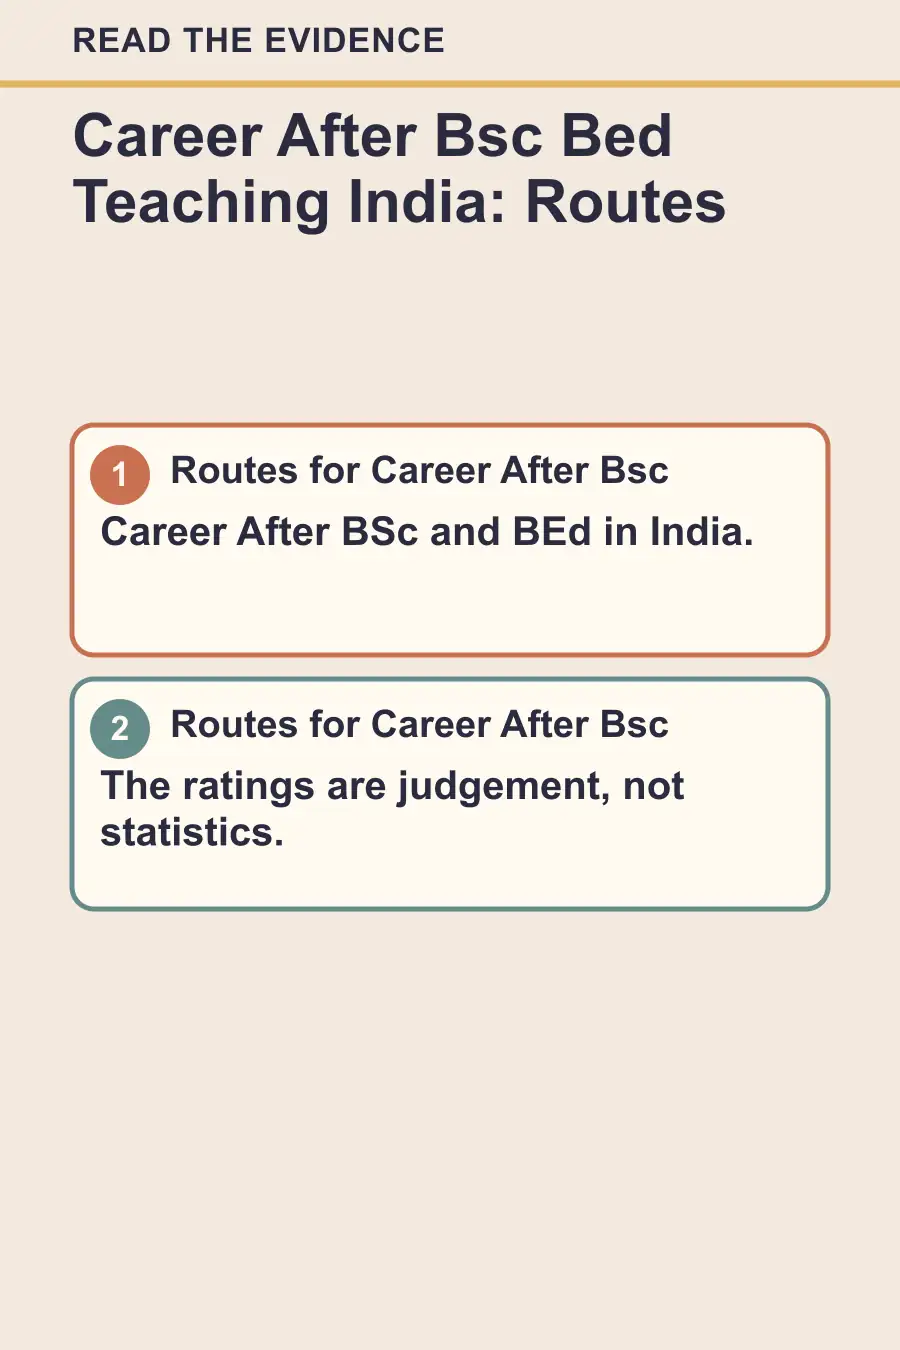 READ THE EVIDENCE
Career After Bsc Bed
Teaching India: Routes
1 Routes for Career After Bsc
Career After BSc and BEd in India.
2 Routes for Career After Bsc
The ratings are judgement, not
statistics.